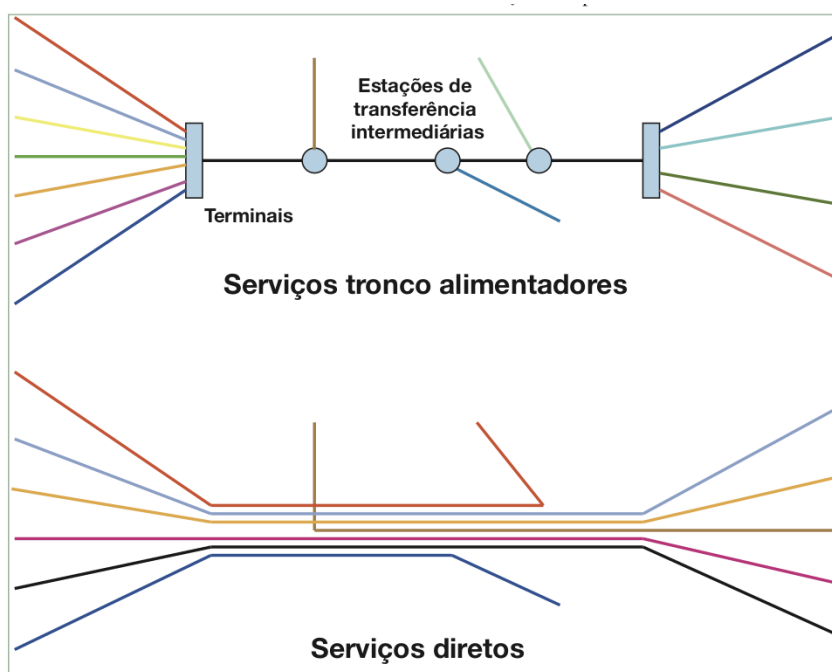 Estações de
transferência
intermediárias
Terminais
Serviços tronco alimentadores
Serviços diretos